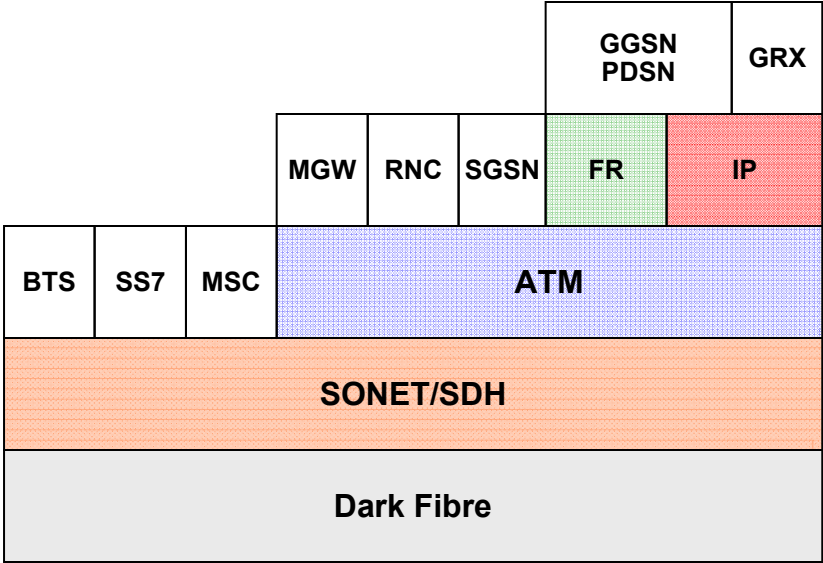 GGSN
PDSN
GRX
MGW
RNC
SGSN
FR
IP
BTS
SS7
MSC
ATM
SONET/SDH
Dark Fibre